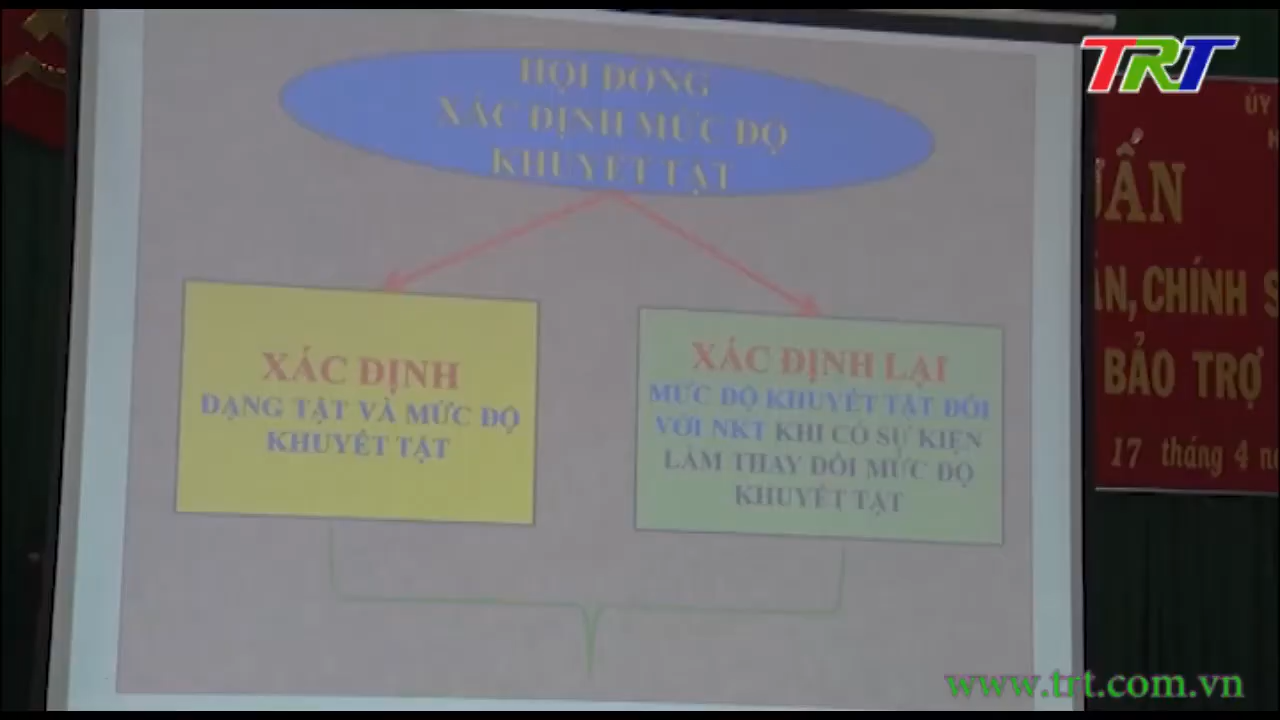 TRT
HỘI ĐỒNG
XÁC ĐỊNH MỨC ĐỘ
KHUYẾT TẬT
XÁC ĐỊNH
DẠNG TẬT VÀ MỨC ĐỘ
KHUYẾT TẬT
XÁC ĐỊNH LẠI
MỨC ĐỘ KHUYẾT TẬT ĐỐI
VỚI NKT KHI CÓ SỰ KIỆN
LÀM THAY ĐỔI MỨC ĐỘ
KHUYẾT TẬT
ỦY
CHÍNH
BẢO TRỢ
17 tháng 4
www.trt.com.vn